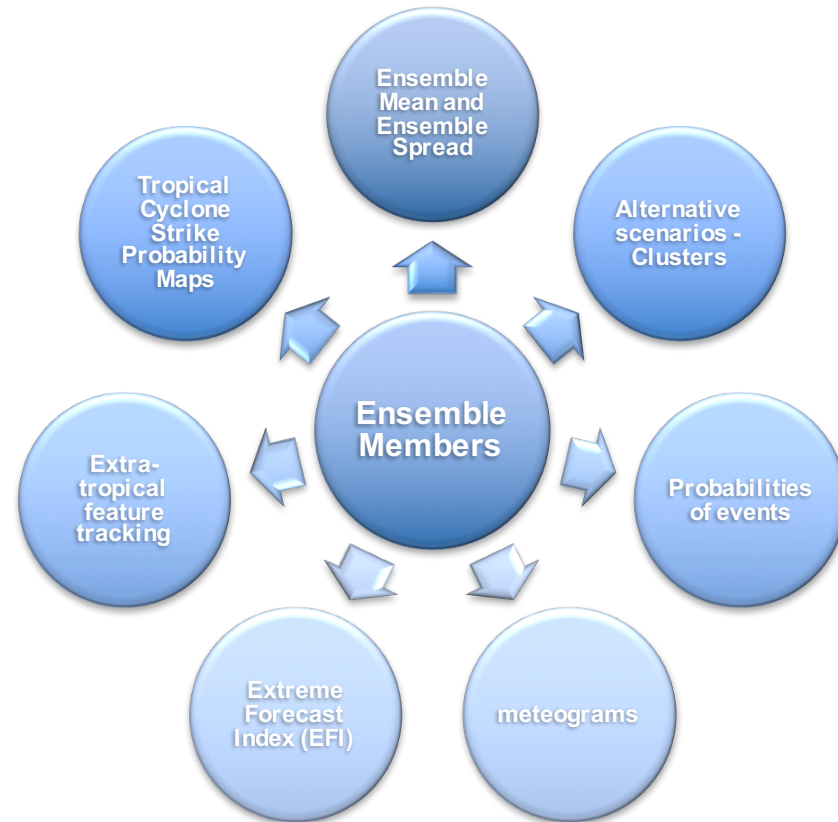 Ensemble
Mean and
Ensemble
Spread
Tropical
Cyclone
Strike
Probability
Maps
Alternative
scenarios -
Clusters
Ensemble
Members
Extra-
tropical
feature
tracking
Probabilities
of events
Extreme
Forecast
Index (EFI)
meteograms